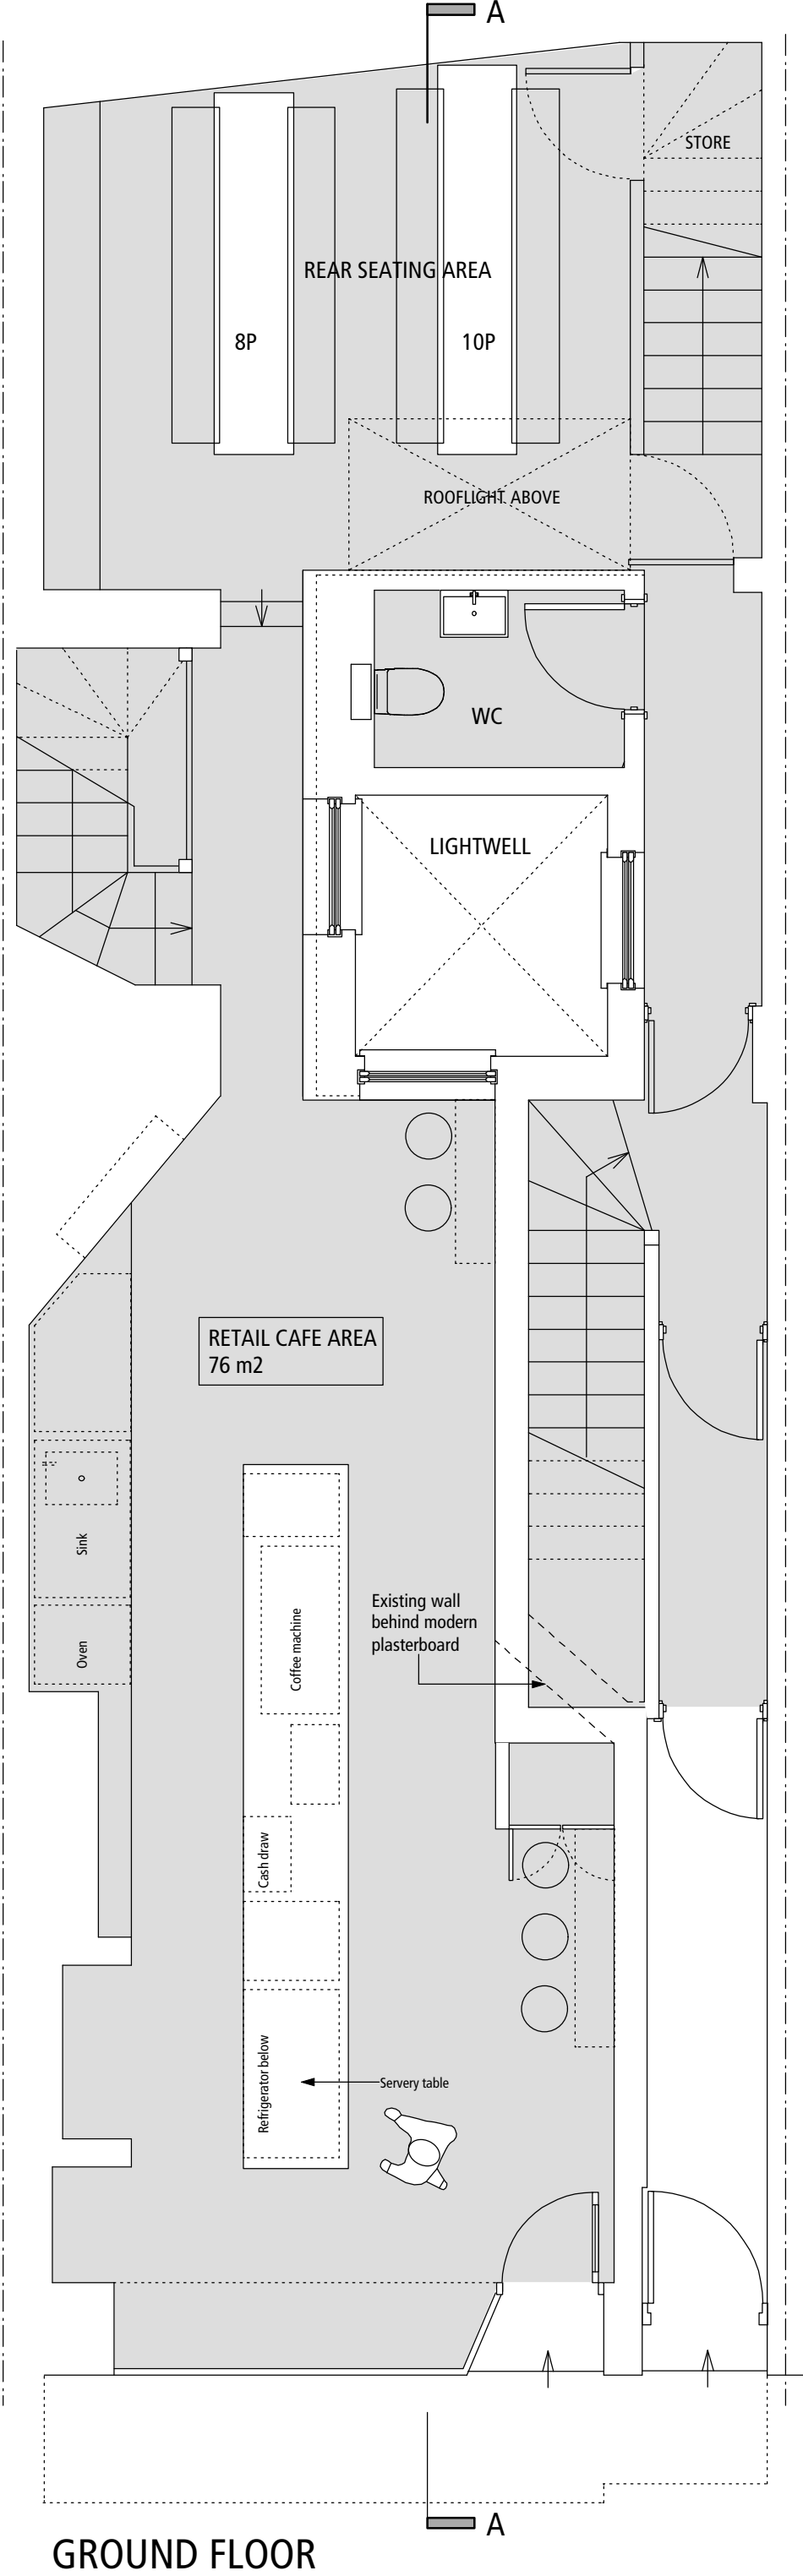 A
STORE
REAR SEATING AREA
8P
10P
ROOFLIGHT ABOVE
WC
LIGHTWELL
RETAIL CAFE AREA
76 m2
Sink
Oven
Coffee machine
Existing wall
behind modern
plasterboard
Cash draw
Refrigerator below
Servery table
A
GROUND FLOOR